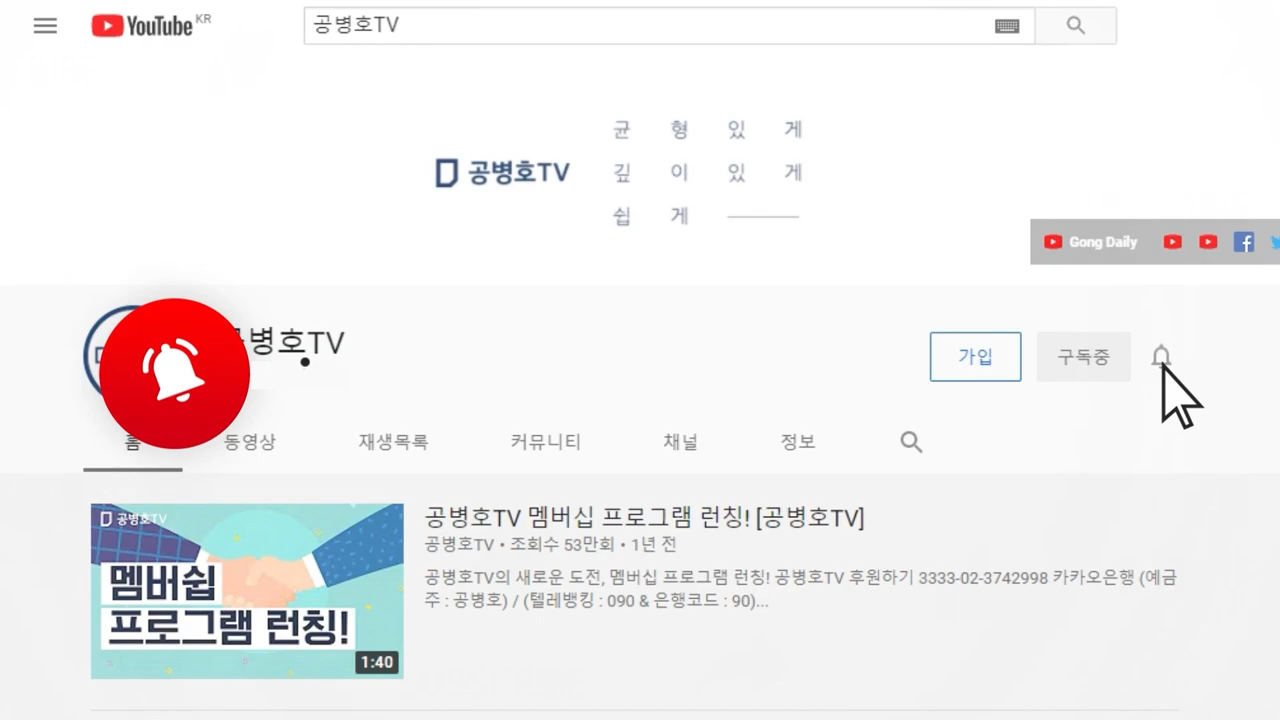 YouTube KR
공병호TV
균형있게
공병호TV
깊이있게
쉽게
Gong Daily
공병호TV
가입
구독중
홈
동영상
재생목록
커뮤니티
채널
정보
공병호TV
멤버쉽
프로그램 런칭!
1:40
공병호TV 멤버십 프로그램 런칭! [공병호TV]
공병호TV • 조회수 53만회 • 1년 전
공병호TV의 새로운 도전, 멤버십 프로그램 런칭! 공병호TV 후원하기 3333-02-3742998 카카오은행 (예금
주 : 공병호) / (텔레뱅킹 : 090 & 은행코드 : 90)...